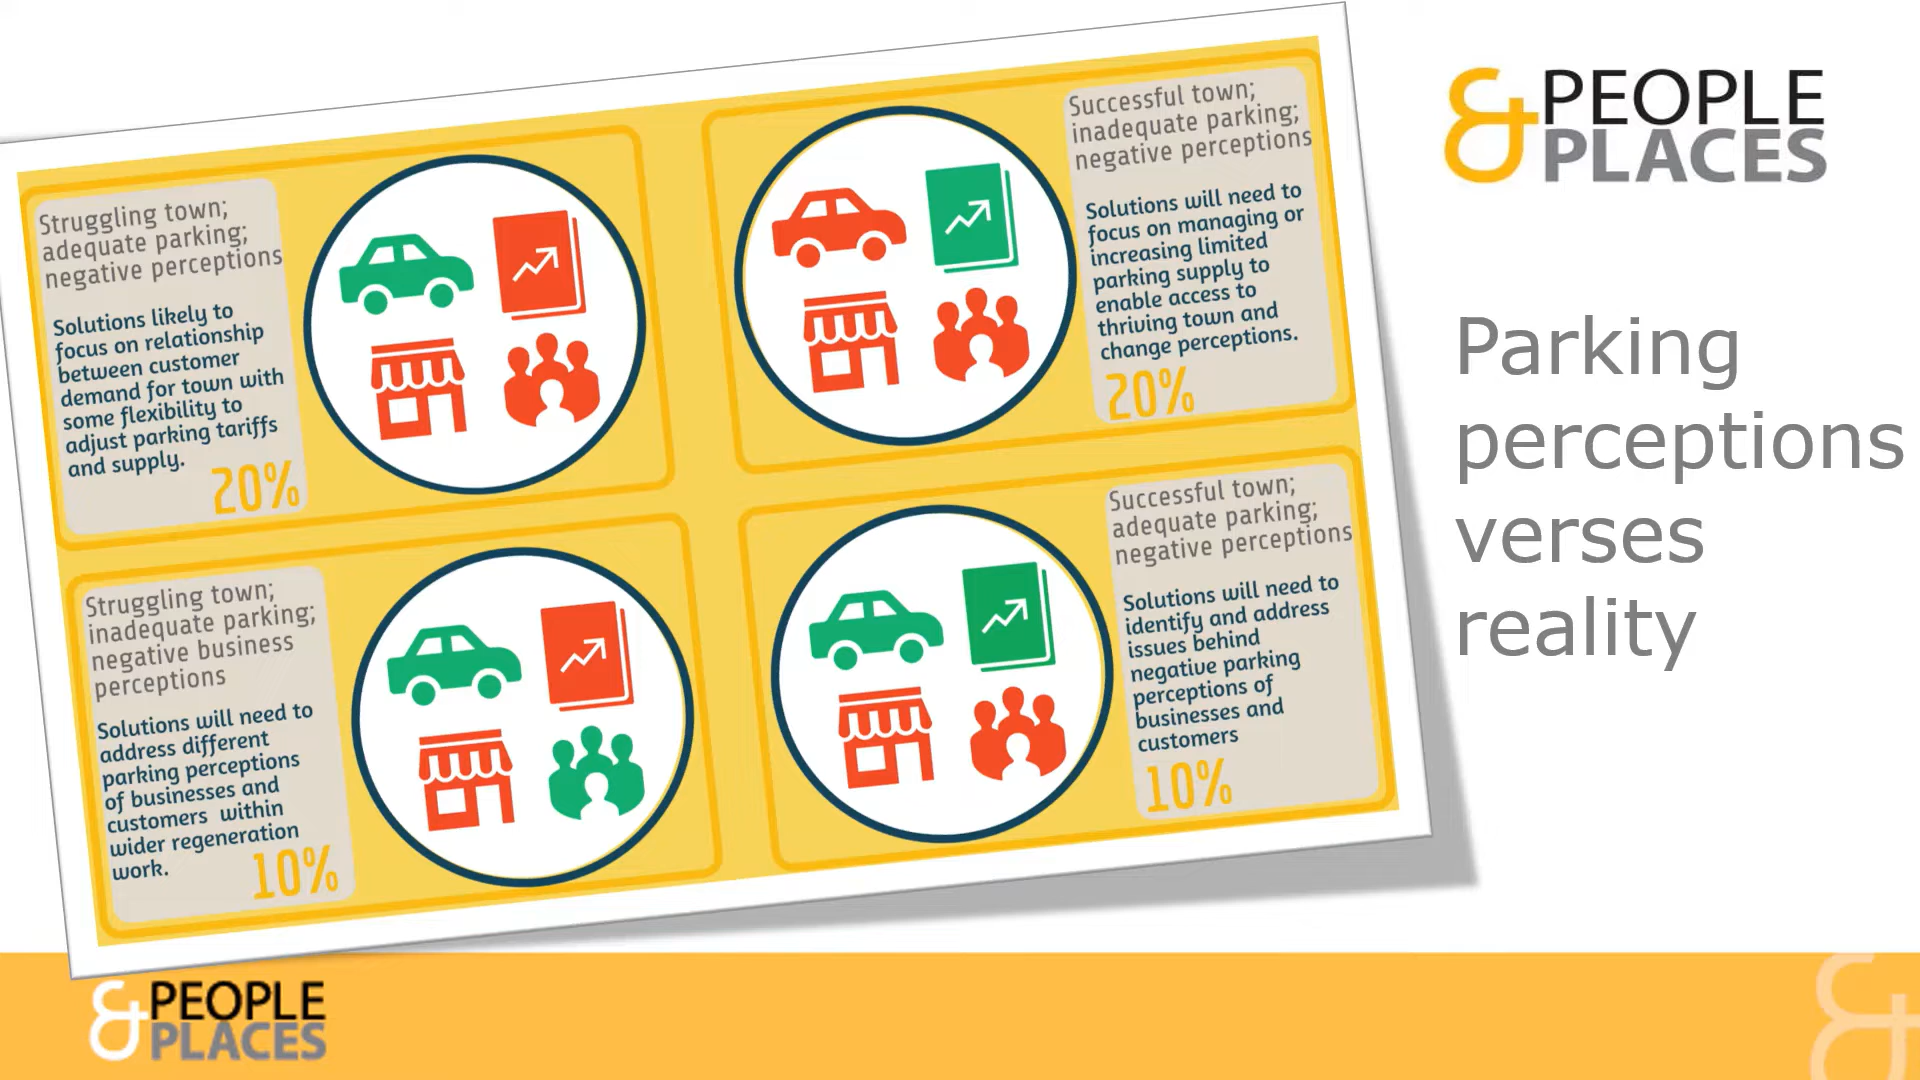 Struggling town;
adequate parking;
negative perceptions
Solutions likely to
focus on relationship
between customer
demand for town with
some flexibility to
adjust parking tariffs
and supply.
20%
Successful town;
inadequate parking;
negative perceptions
Solutions will need to
focus on managing or
increasing limited
parking supply to
enable access to
thriving town and
change perceptions.
20%
Struggling town;
inadequate parking;
negative business
perceptions
Solutions will need to
address different
parking perceptions
of businesses and
customers within
wider regeneration
work.
10%
Successful town;
adequate parking;
negative perceptions
Solutions will need to
identify and address
issues behind
negative parking
perceptions of
businesses and
customers
10%
&PEOPLE
PLACES
Parking
perceptions
verses
reality
&PEOPLE
PLACES
&